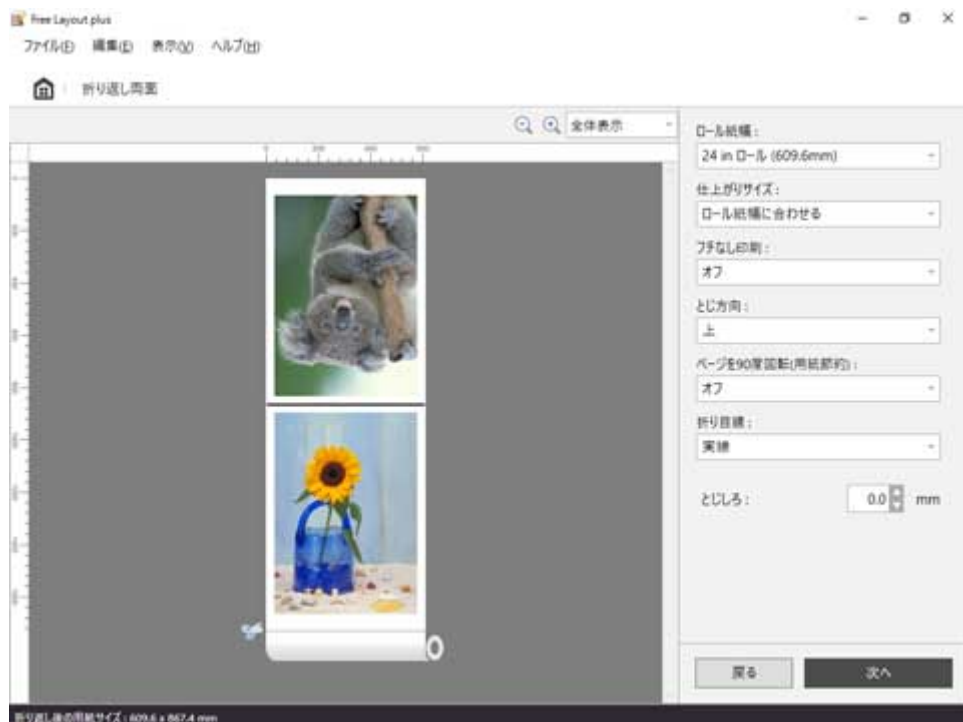 Free Layout plus
ファイル(F) 編集(E) 表示(V) ヘルプ(H)
折り返し両面
全体表示
ロール紙幅:
24 in ロール (609.6mm)
仕上がりサイズ:
ロール紙幅に合わせる
フチなし印刷:
オフ
とじ方向:
上
ページを90度回転(用紙節約):
オフ
折り目線:
実線
とじしろ: 0.0 mm
戻る 次へ
折り返し後の用紙サイズ: 609.6 x 867.4 mm